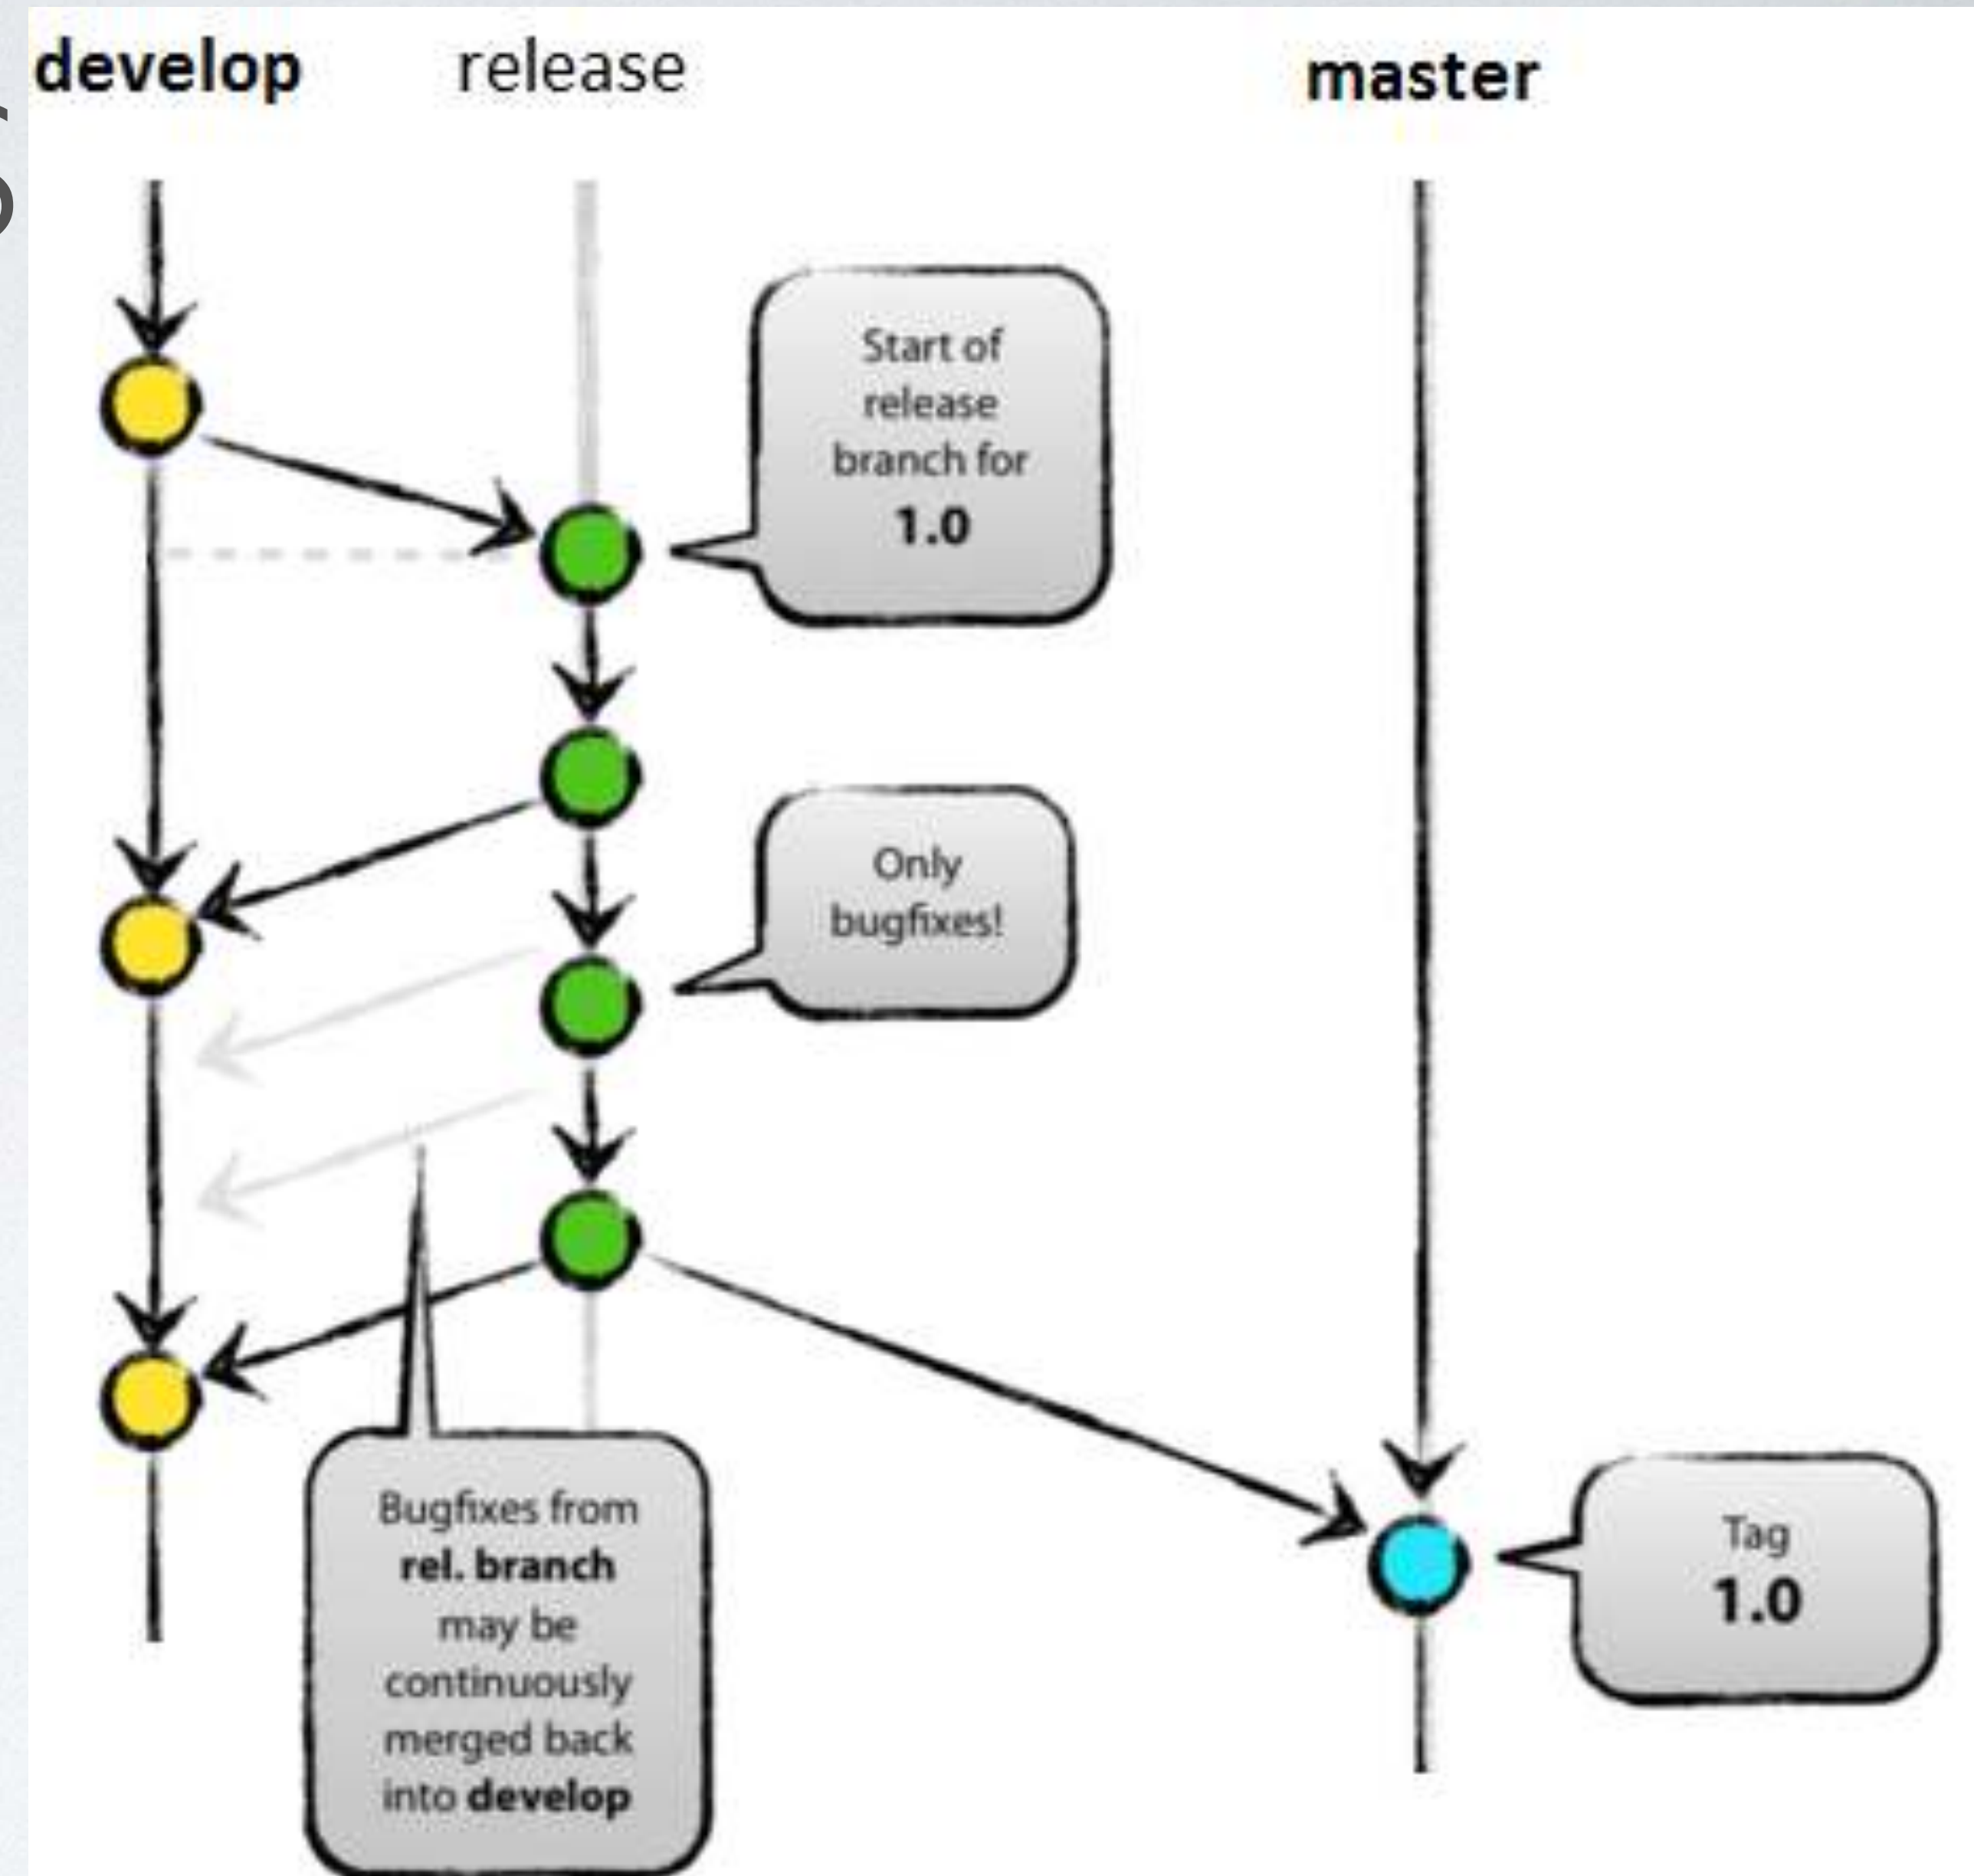 develop
release
master
Start of
release
branch for
1.0
Only
bugfixes!
Bugfixes from
rel. branch
may be
continuously
merged back
into develop
Tag
1.0